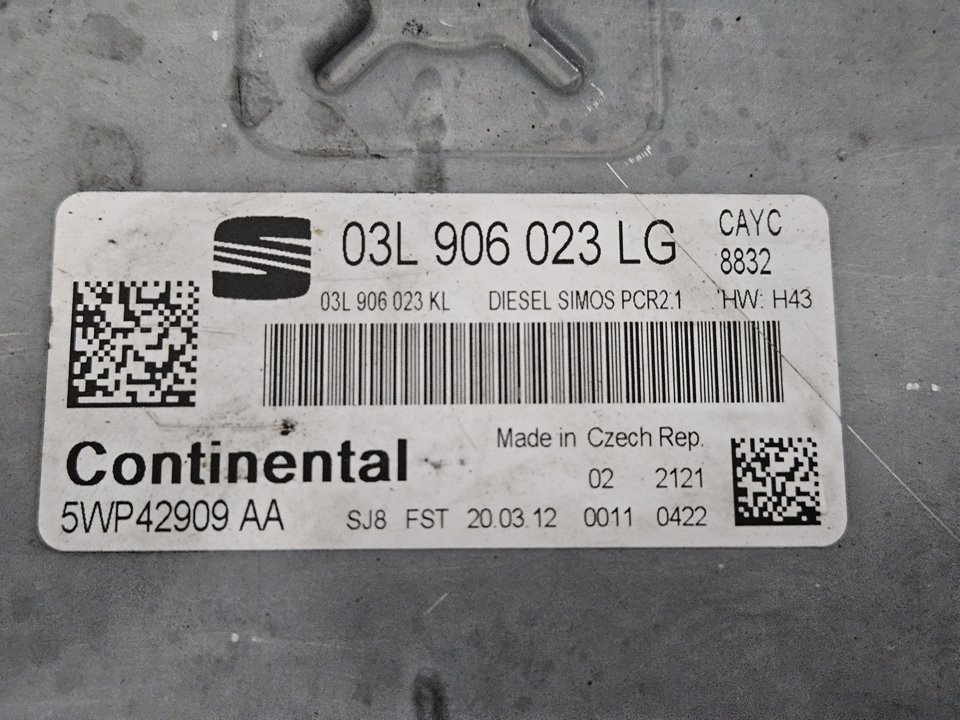 03L 906 023 LG CAYC
8832
03L 906 023 KL DIESEL SIMOS PCR2.1 HW: H43
Continental Made in Czech Rep.
02 2121
5WP42909 AA SJ8 FST 20.03.12 0011 0422